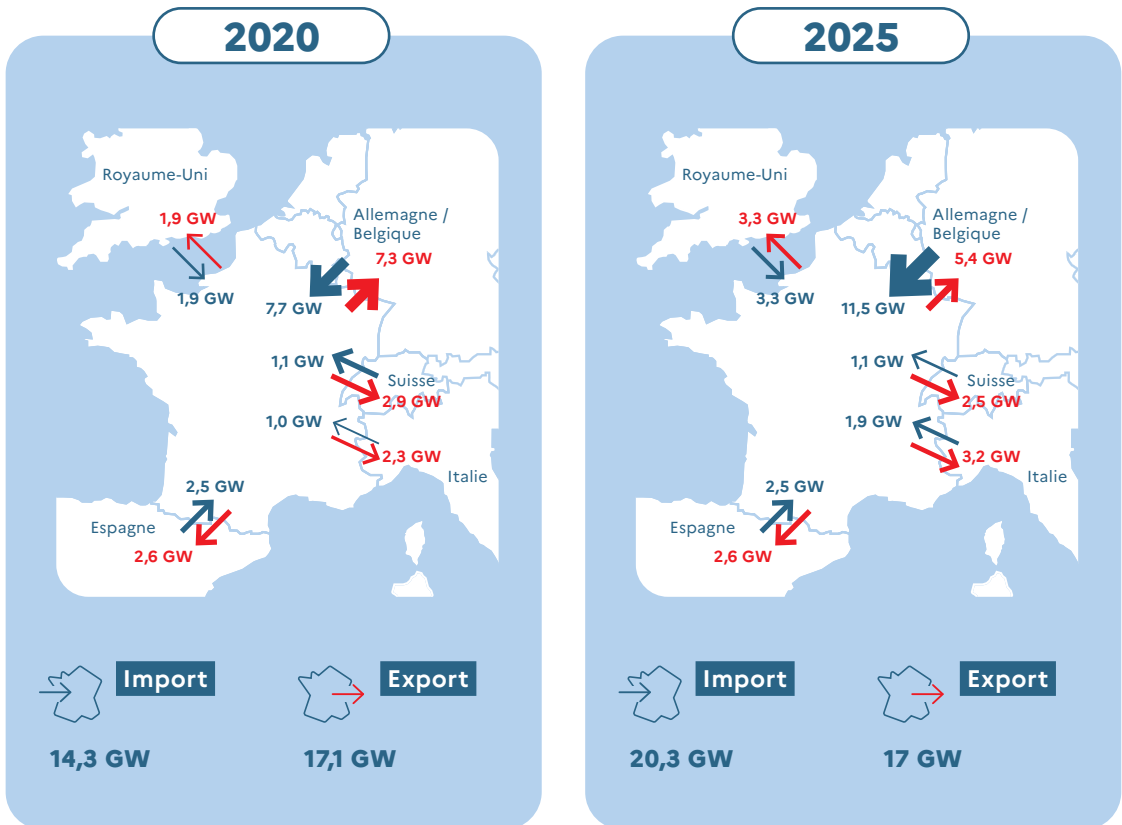 2020
Royaume-Uni
1,9 GW
1,9 GW
Allemagne /
Belgique
7,3 GW
7,7 GW
1,1 GW
Suisse
2,9 GW
1,0 GW
2,3 GW
Italie
2,5 GW
Espagne
2,6 GW
Import
Export
14,3 GW
17,1 GW
2025
Royaume-Uni
3,3 GW
3,3 GW
Allemagne /
Belgique
5,4 GW
11,5 GW
1,1 GW
Suisse
2,5 GW
1,9 GW
3,2 GW
Italie
2,5 GW
Espagne
2,6 GW
Import
Export
20,3 GW
17 GW